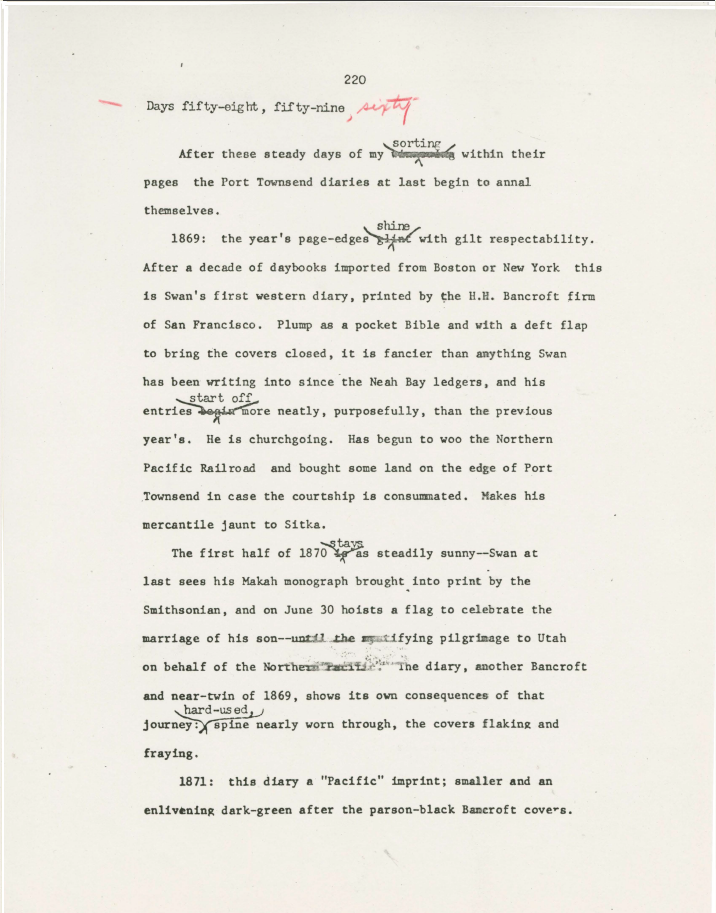 220
Days fifty-eight, fifty-nine, sixty
sorting
After these steady days of my within their
pages the Port Townsend diaries at last begin to annal
themselves.
shine
1869: the year's page-edges glint with gilt respectability.
After a decade of daybooks imported from Boston or New York this
is Swan's first western diary, printed by the H.H. Bancroft firm
of San Francisco. Plump as a pocket Bible and with a deft flap
to bring the covers closed, it is fancier than anything Swan
has been writing into since the Neah Bay ledgers, and his
start off
entries begin more neatly, purposefully, than the previous
year's. He is churchgoing. Has begun to woo the Northern
Pacific Railroad and bought some land on the edge of Port
Townsend in case the courtship is consummated. Makes his
mercantile jaunt to Sitka.
stays
The first half of 1870 is as steadily sunny--Swan at
last sees his Makah monograph brought into print by the
Smithsonian, and on June 30 hoists a flag to celebrate the
marriage of his son--until the mystifying pilgrimage to Utah
on behalf of the Northern Pacific. The diary, another Bancroft
and near-twin of 1869, shows its own consequences of that
hard-used,
journey: spine nearly worn through, the covers flaking and
fraying.
1871: this diary a "Pacific" imprint; smaller and an
enlivening dark-green after the parson-black Bancroft covers.